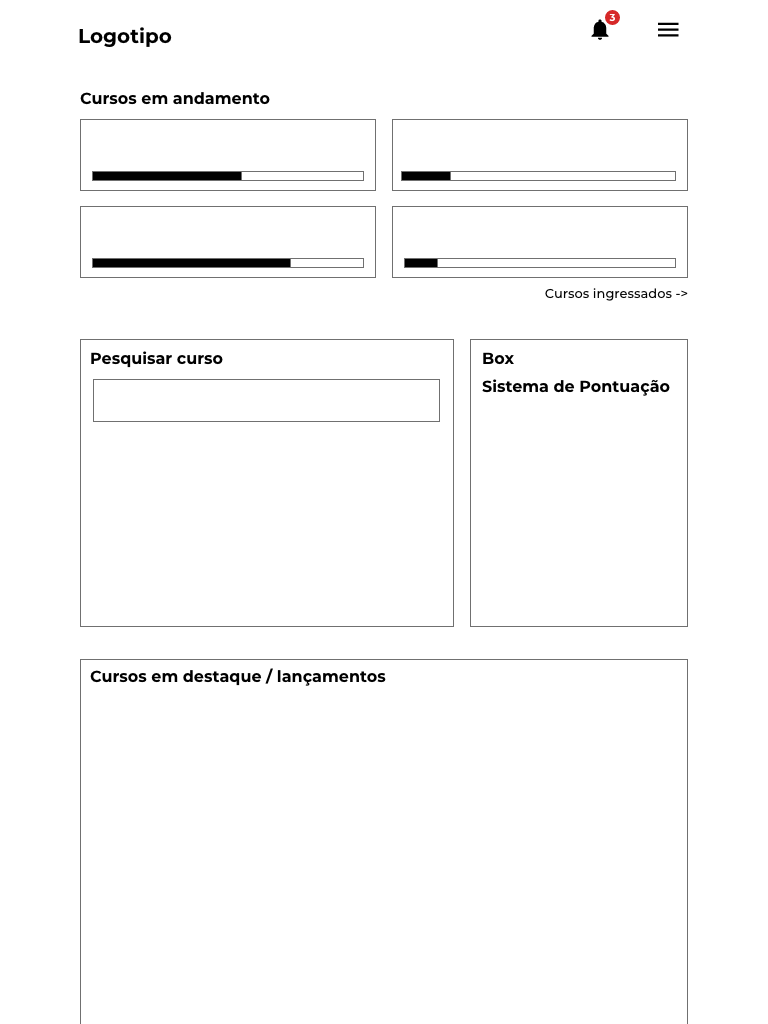 Logotipo
3
Cursos em andamento
Cursos ingressados ->
Pesquisar curso
Box
Sistema de Pontuação
Cursos em destaque / lançamentos